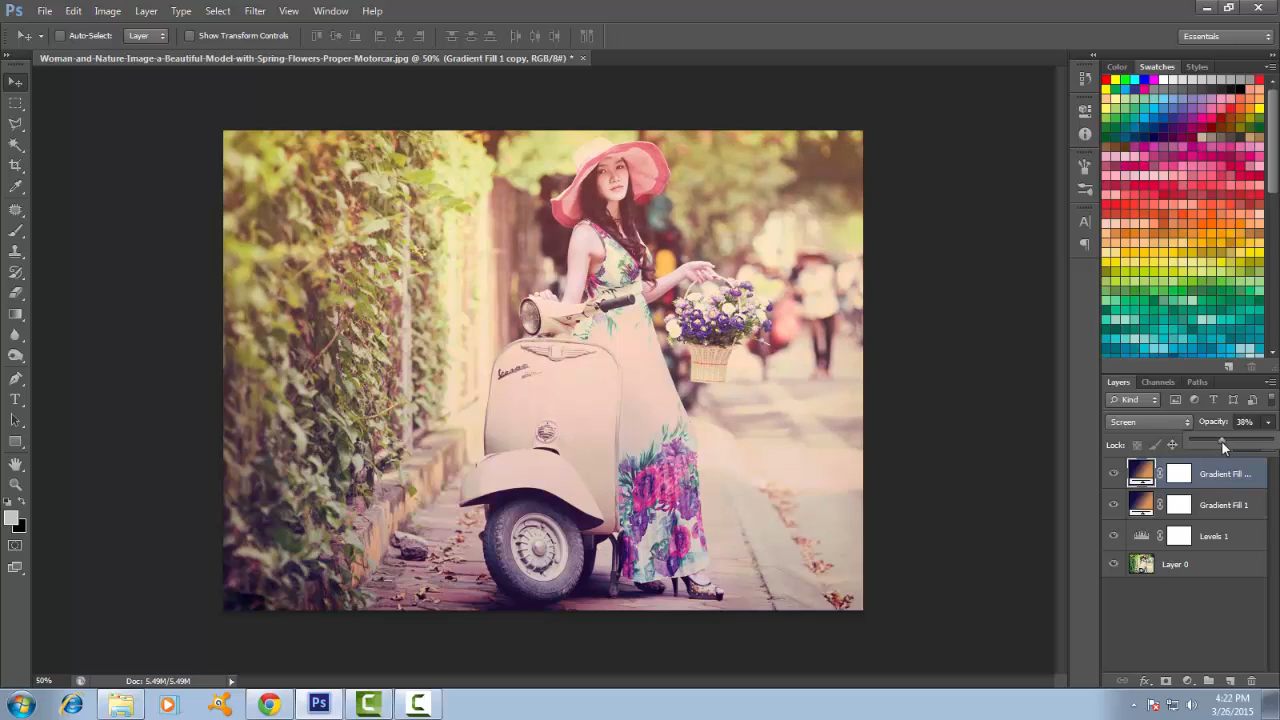 Ps File Edit Image Layer Type Select Filter View Window Help
Auto-Select: Layer Show Transform Controls Essentials
Woman-and-Nature-Image-a-Beautiful-Model-with-Spring-Flowers-Proper-Motorcar.jpg @ 50% (Gradient Fill 1 copy, RGB/8#) *
Color Swatches Styles
Vespa
Layers Channels Paths
Kind
Screen Opacity: 38%
Lock:
Gradient Fill ...
Gradient Fill 1
Levels 1
Layer 0
50% Doc: 5.49M/5.49M
Ps
4:22 PM
3/26/2015